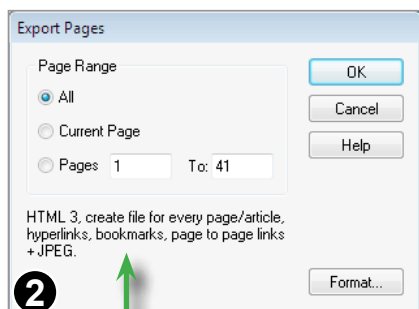 Export Pages
Page Range
All
Current Page
Pages 1 To: 41
OK
Cancel
Help
HTML 3, create file for every page/article,
hyperlinks, bookmarks, page to page links
+JPEG.
Format...
2